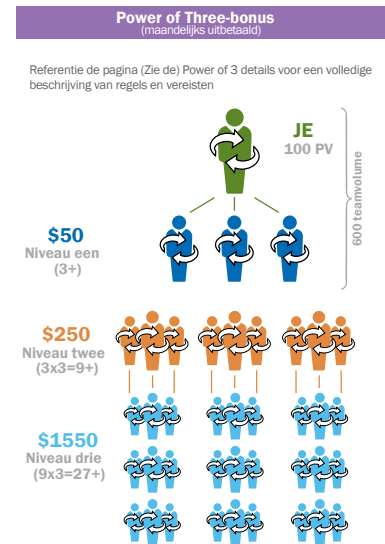 Power of Three-bonus
(maandelijks uitbetaald)
Referentie de pagina (Zie de) Power of 3 details voor een volledige
beschrijving van regels en vereisten
JE
100 PV
600 teamvolume
$50
Niveau een
(3+)
$250
Niveau twee
(3x3=9+)
$1550
Niveau drie
(9x3=27+)